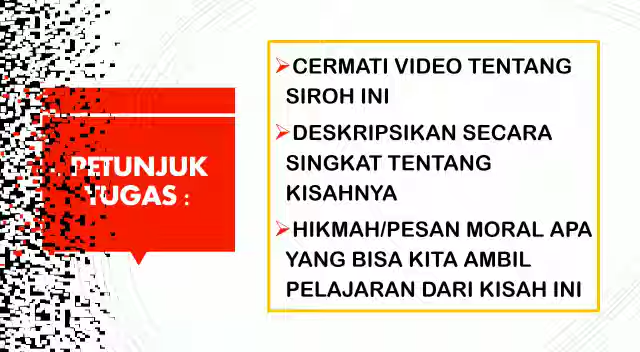 PETUNJUK
TUGAS :
CERMATI VIDEO TENTANG
SIROH INI
DESKRIPSIKAN SECARA
SINGKAT TENTANG
KISAHNYA
HIKMAH/PESAN MORAL APA
YANG BISA KITA AMBIL
PELAJARAN DARI KISAH INI